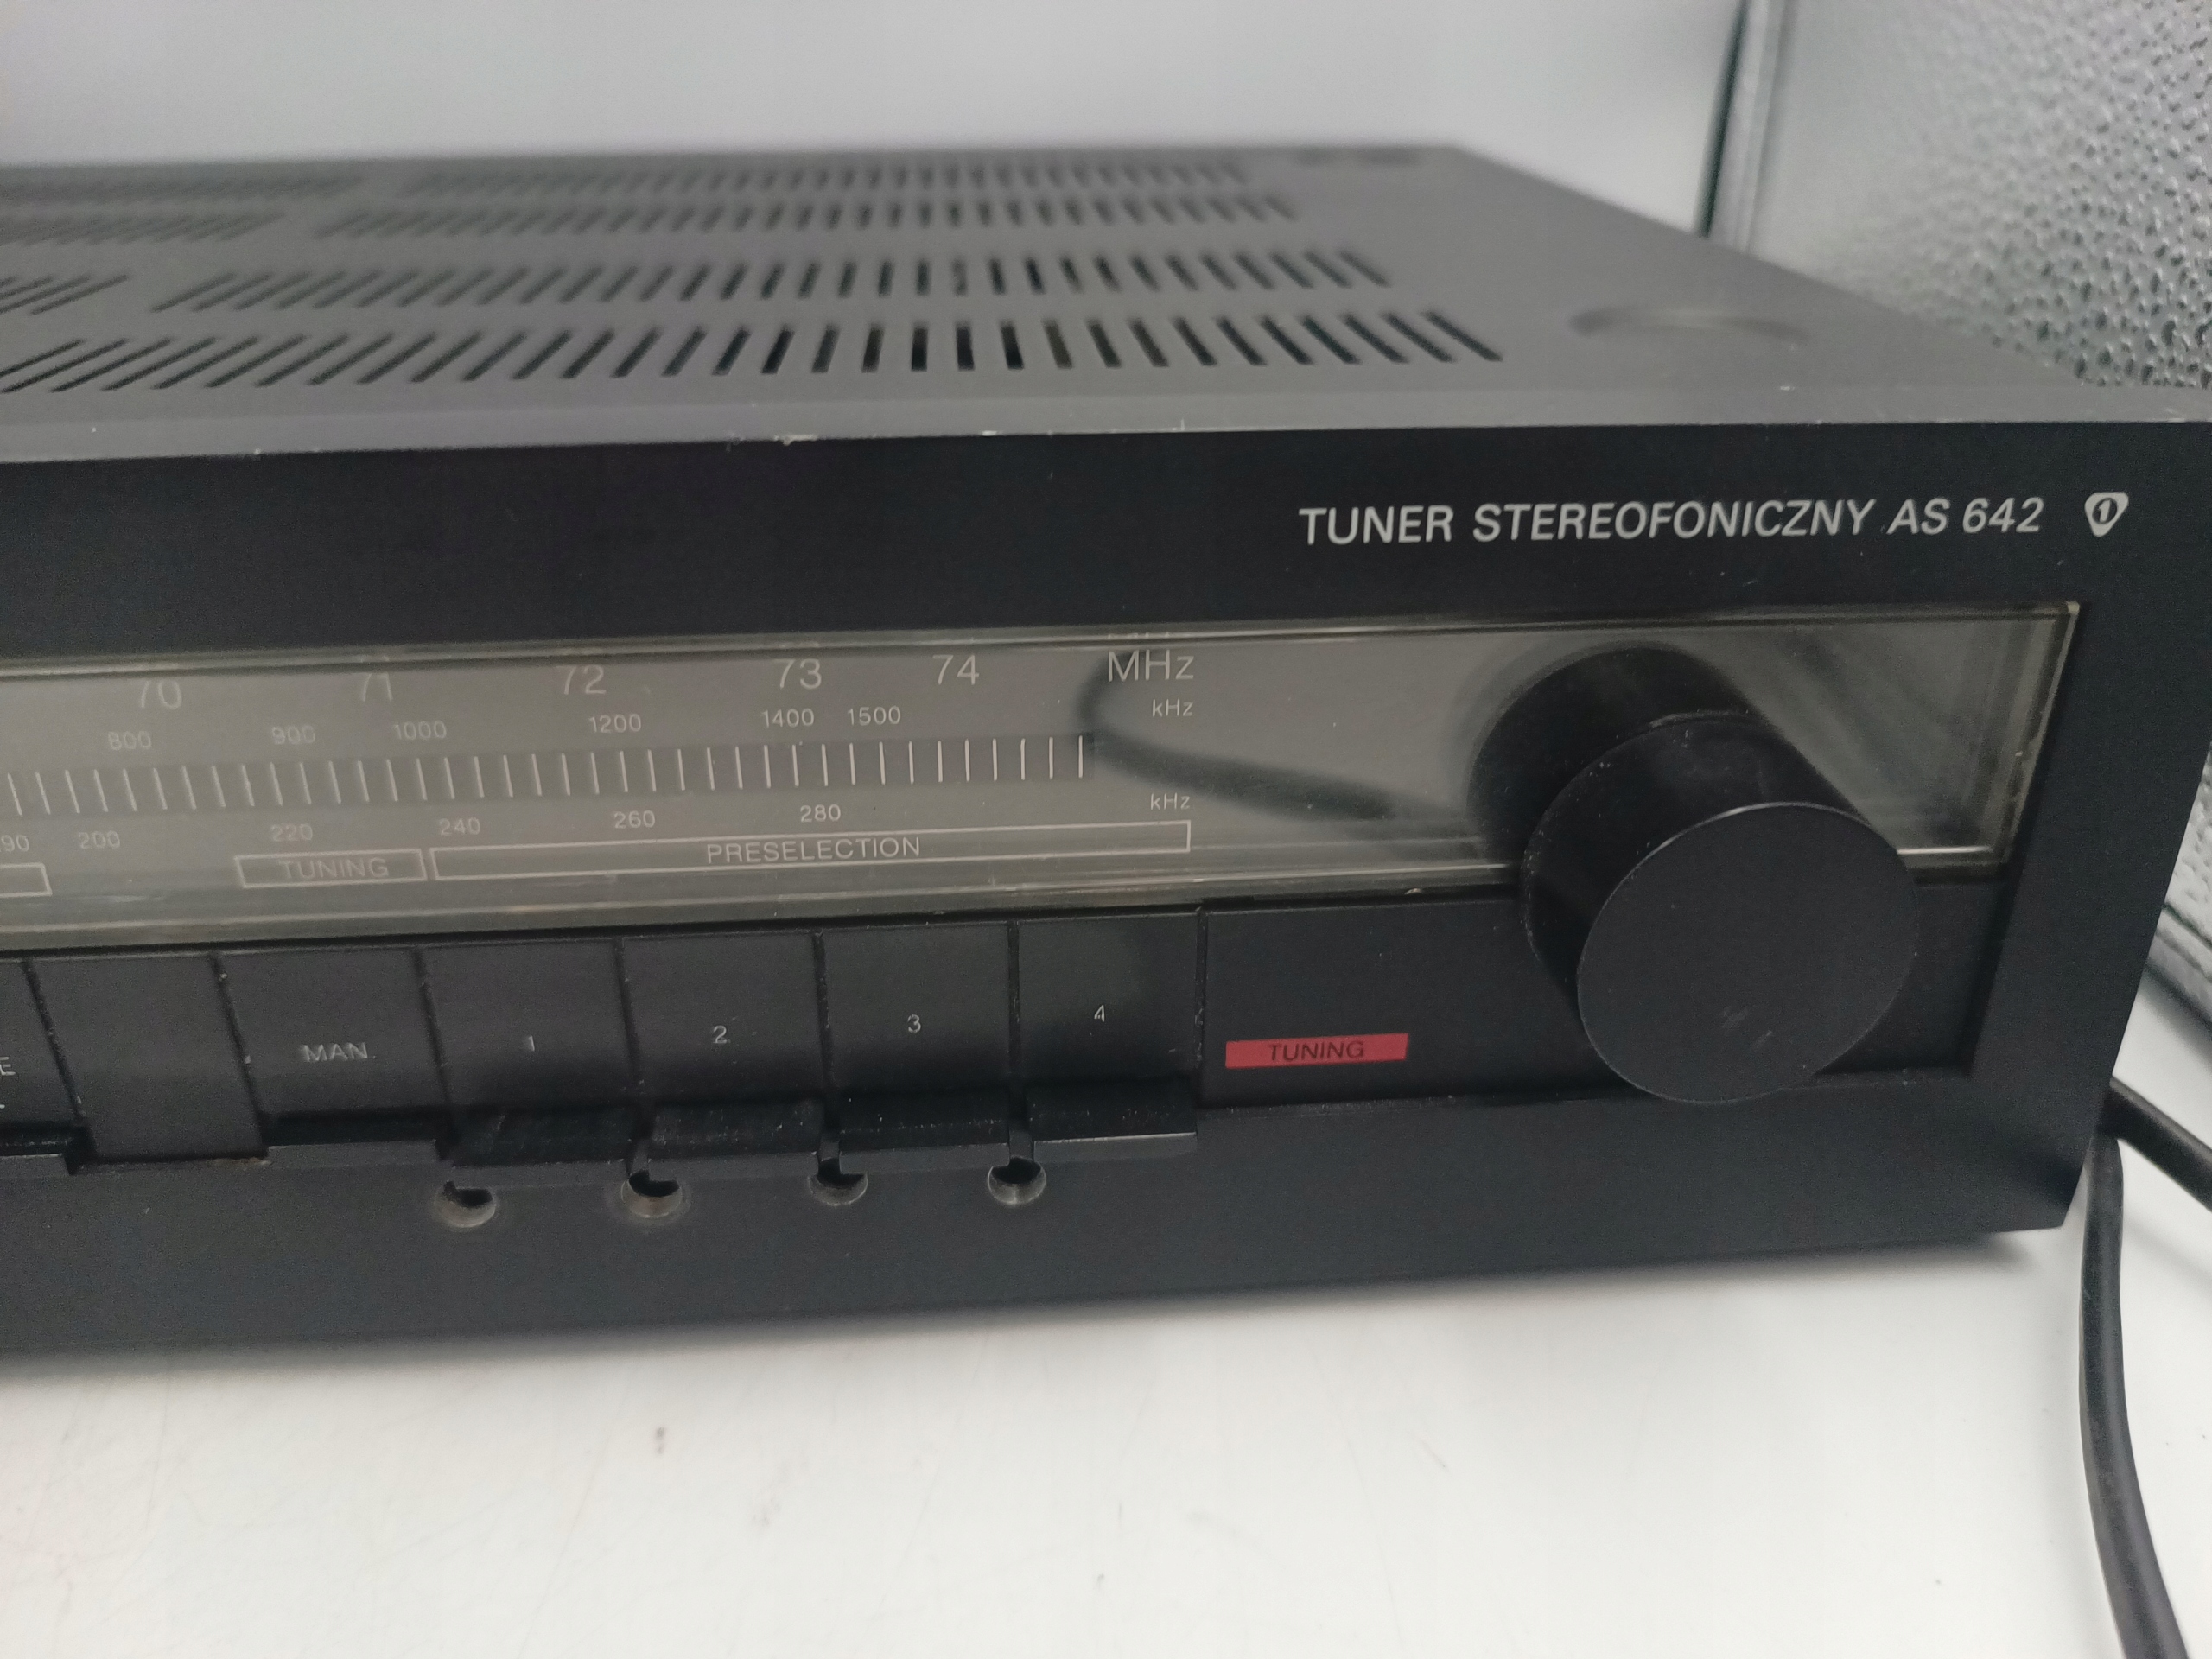 TUNER STEREOFONICZNY AS 642
70 71 72 73 74 MHz
800 900 1000 1200 1400 1500 kHz
200 220 240 260 280 kHz
TUNING PRESELECTION
MAN. 1 2 3 4
TUNING